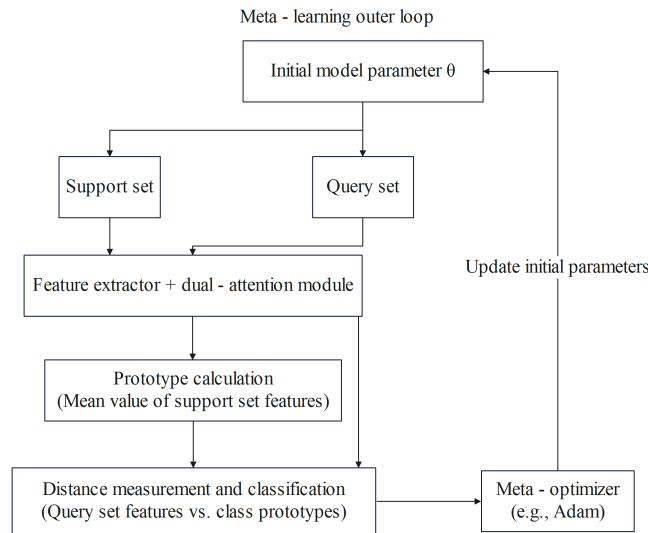 Meta - learning outer loop
Initial model parameter θ
Support set
Query set
Feature extractor + dual - attention module
Update initial parameters
Prototype calculation
(Mean value of support set features)
Distance measurement and classification
(Query set features vs. class prototypes)
Meta - optimizer
(e.g., Adam)